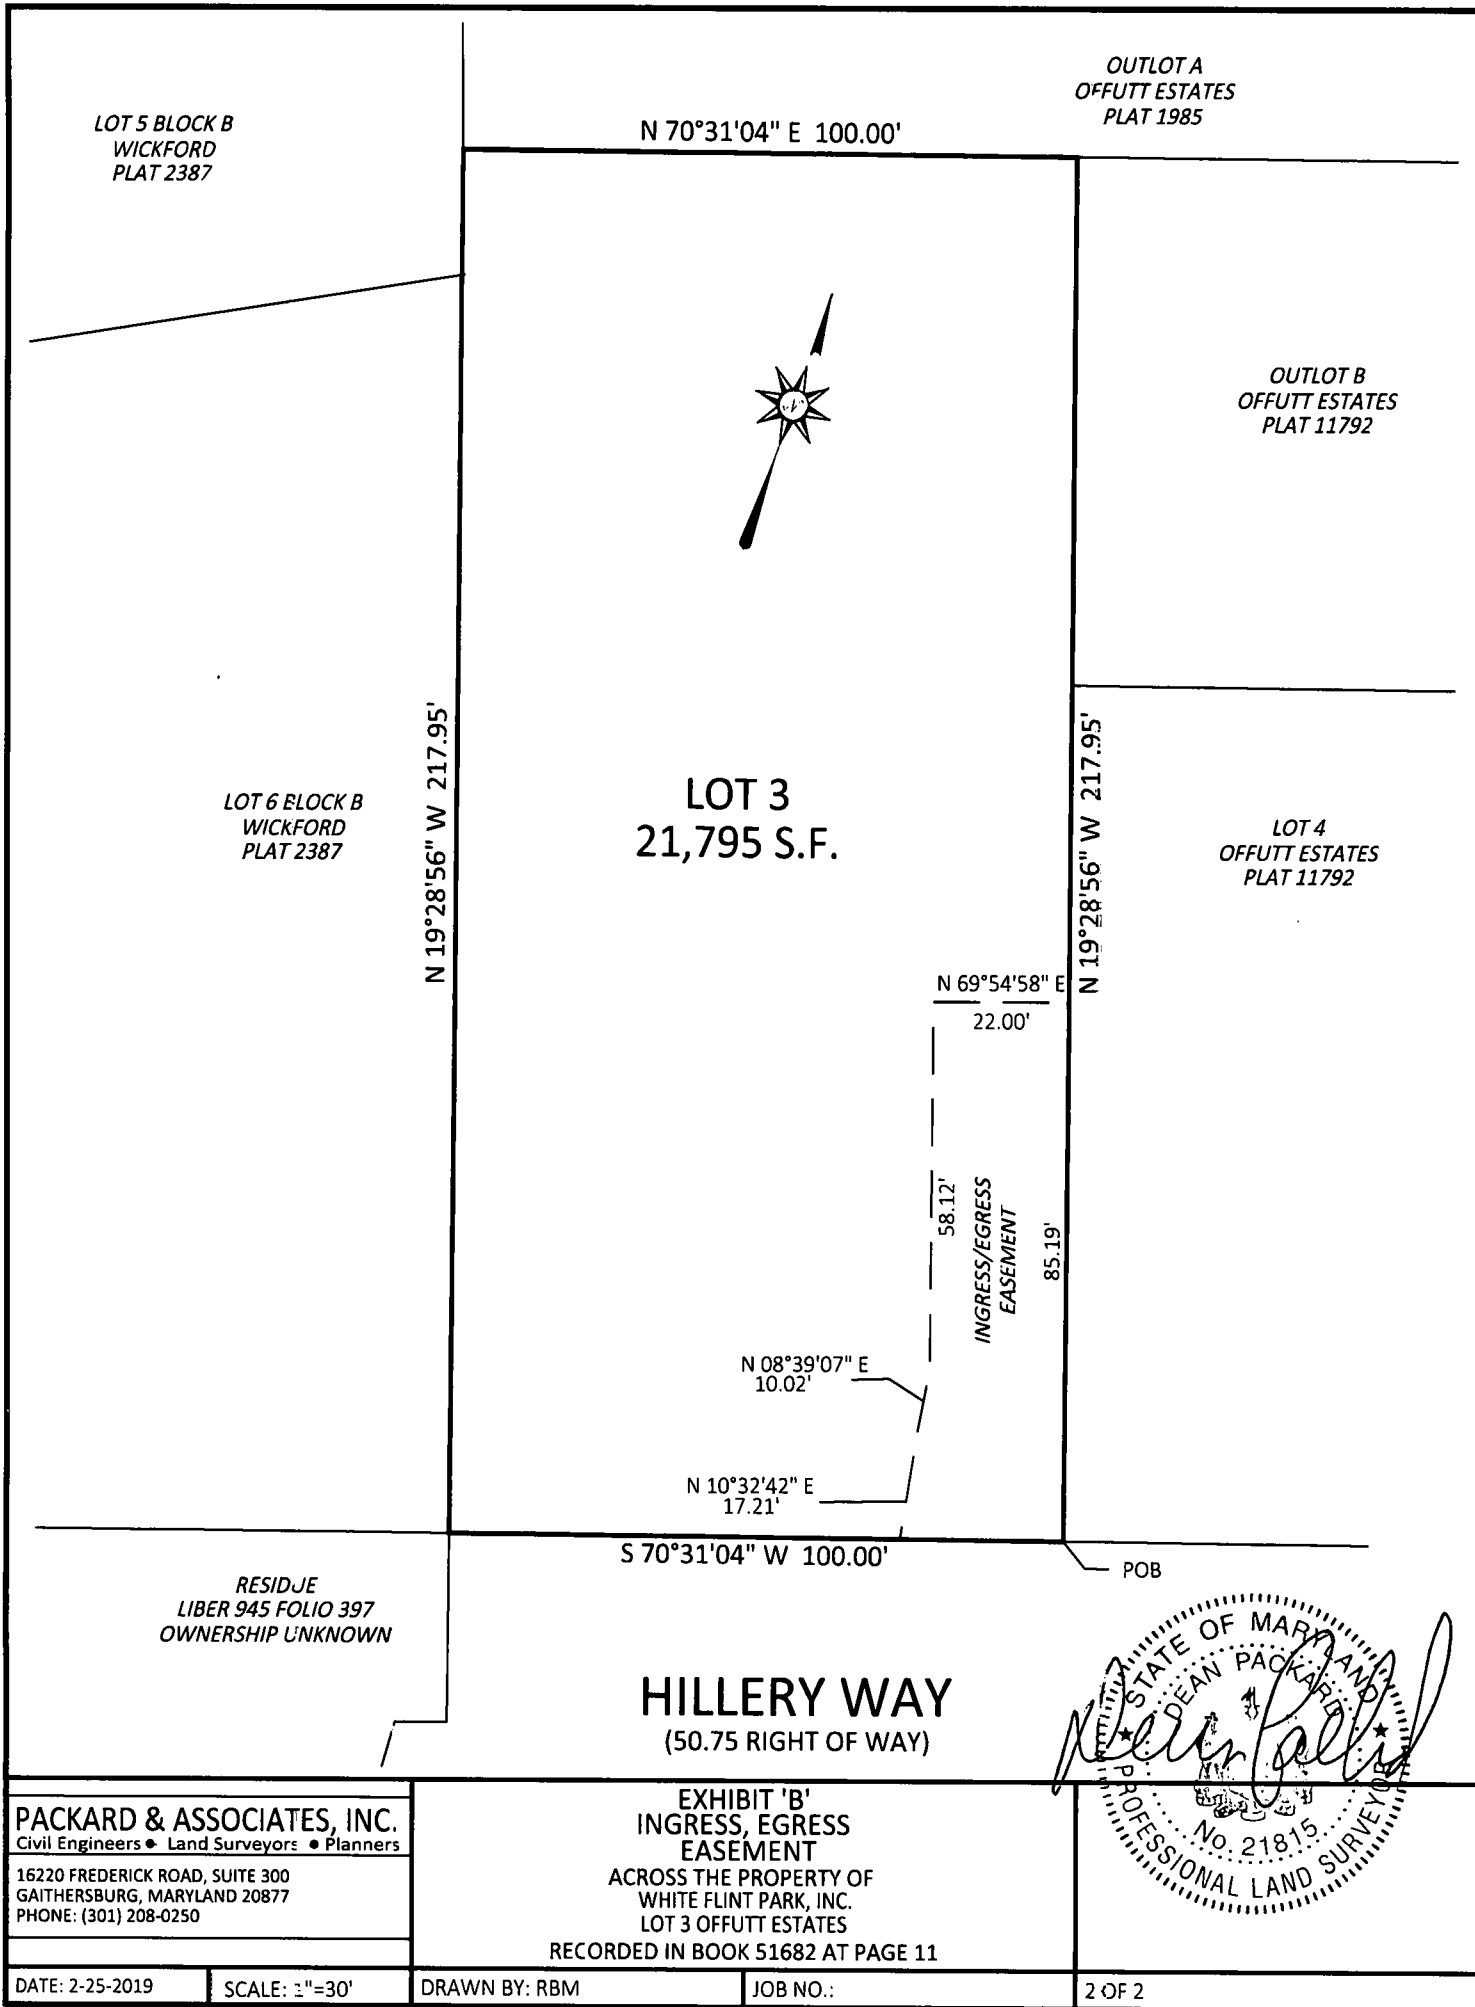 OUTLOT A
OFFUTT ESTATES
PLAT 1985
LOT 5 BLOCK B
WICKFORD
PLAT 2387
N 70°31'04" E 100.00'
OUTLOT B
OFFUTT ESTATES
PLAT 11792
N 19°28'56" W 217.95'
N 19°28'56" W 217.95'
LOT 3
21,795 S.F.
LOT 6 BLOCK B
WICKFORD
PLAT 2387
LOT 4
OFFUTT ESTATES
PLAT 11792
N 69°54'58" E
22.00'
58.12'
INGRESS/EGRESS
EASEMENT
85.19'
N 08°39'07" E
10.02'
N 10°32'42" E
17.21'
S 70°31'04" W 100.00'
POB
RESIDUE
LIBER 945 FOLIO 397
OWNERSHIP UNKNOWN
HILLERY WAY
(50.75 RIGHT OF WAY)
STATE OF MARYLAND
DEAN PACKARD
No. 21815
PROFESSIONAL LAND SURVEYOR
PACKARD & ASSOCIATES, INC.
Civil Engineers • Land Surveyors • Planners
16220 FREDERICK ROAD, SUITE 300
GAITHERSBURG, MARYLAND 20877
PHONE: (301) 208-0250
EXHIBIT 'B'
INGRESS, EGRESS
EASEMENT
ACROSS THE PROPERTY OF
WHITE FLINT PARK, INC.
LOT 3 OFFUTT ESTATES
RECORDED IN BOOK 51682 AT PAGE 11
DATE: 2-25-2019
SCALE: 1"=30'
DRAWN BY: RBM
JOB NO.:
2 OF 2